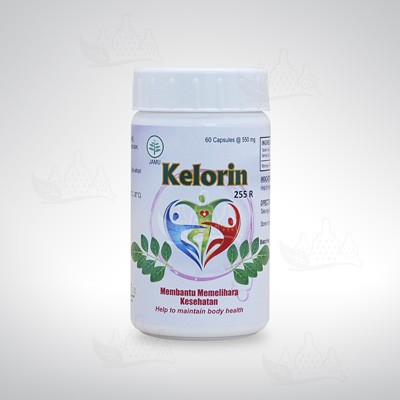 60 Capsules @ 550 mg
JAMU
Kelorin
255 R
Membantu Memelihara
Kesehatan
Help to maintain body health